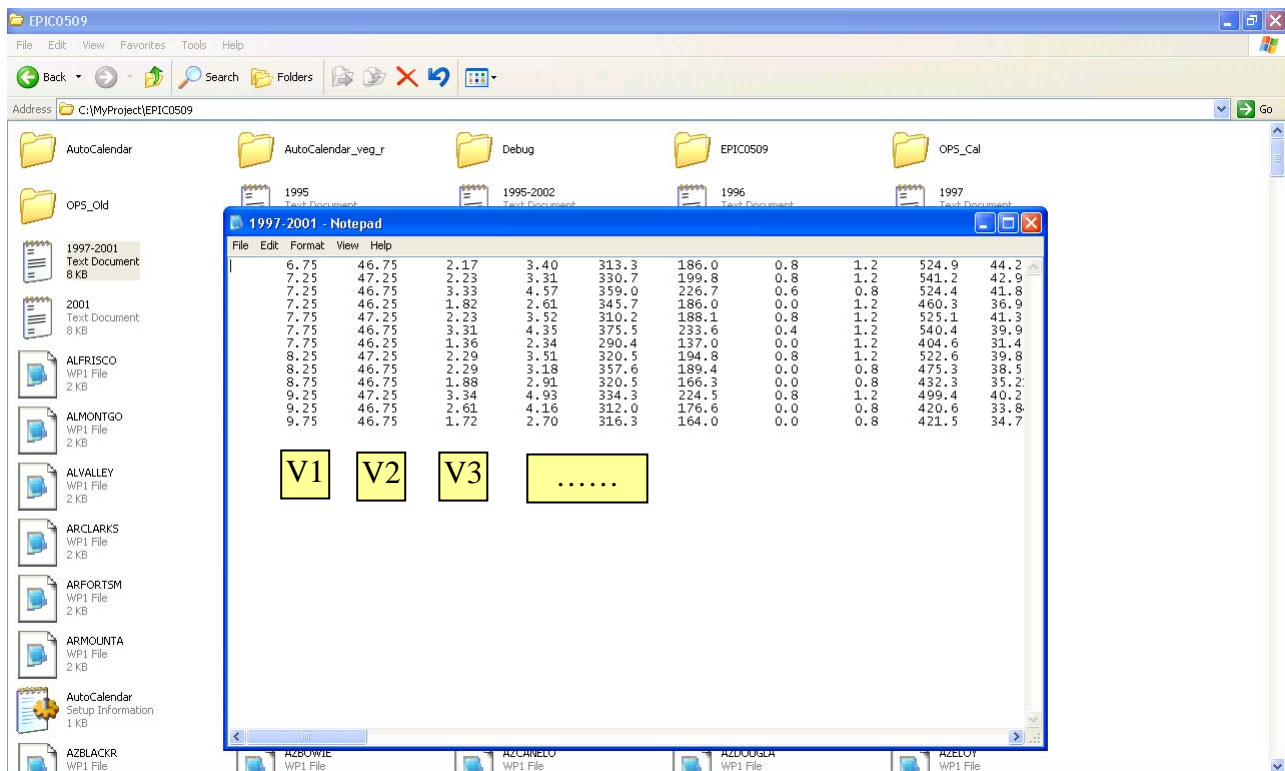 EPIC0509
File Edit View Favorites Tools Help
Back Search Folders
Address C:\MyProject\EPIC0509 Go
AutoCalendar AutoCalendar_veg_r Debug EPIC0509 OPS_Cal
OPS_Old 1995 1995-2002 1996 1997
Text Document Text Document Text Document Text Document
1997-2001
Text Document
8 KB
2001
Text Document
8 KB
ALFRISCO
WP1 File
2 KB
ALMONTGO
WP1 File
2 KB
ALVALLEY
WP1 File
2 KB
ARCLARKS
WP1 File
2 KB
ARFORTSM
WP1 File
2 KB
ARMOUNTA
WP1 File
2 KB
AutoCalendar
Setup Information
1 KB
AZBLACKR AZBOWIE AZCANELO AZDOUGLA AZELOY
WP1 File WP1 File WP1 File WP1 File WP1 File
1997-2001 - Notepad
File Edit Format View Help
6.75 46.75 2.17 3.40 313.3 186.0 0.8 1.2 524.9 44.2
7.25 47.25 2.23 3.31 330.7 199.8 0.8 1.2 541.2 42.9
7.25 46.75 3.33 4.57 359.0 226.7 0.6 0.8 524.4 41.8
7.25 46.25 1.82 2.61 345.7 186.0 0.0 1.2 460.3 36.9
7.75 47.25 2.23 3.52 310.2 188.1 0.8 1.2 525.1 41.3
7.75 46.75 3.31 4.35 375.5 233.6 0.4 1.2 540.4 39.9
7.75 46.25 1.36 2.34 290.4 137.0 0.0 1.2 404.6 31.4
8.25 47.25 2.29 3.51 320.5 194.8 0.8 1.2 522.6 39.8
8.25 46.75 2.29 3.18 357.6 189.4 0.0 0.8 475.3 38.5
8.75 46.75 1.88 2.91 320.5 166.3 0.0 0.8 432.3 35.2
9.25 47.25 3.34 4.93 334.3 224.5 0.8 1.2 499.4 40.2
9.25 46.75 2.61 4.16 312.0 176.6 0.0 0.8 420.6 33.8
9.75 46.75 1.72 2.70 316.3 164.0 0.0 0.8 421.5 34.7
V1 V2 V3 ......